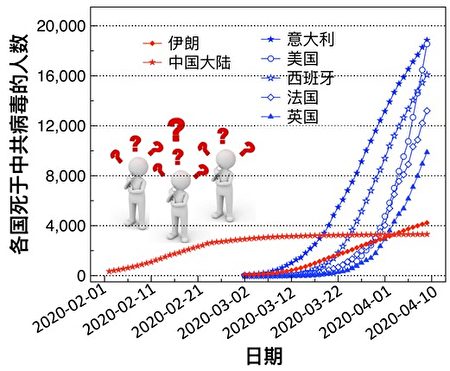 各国死于中共病毒的人数
20,000
16,000
12,000
8,000
4,000
0
伊朗
中国大陆
意大利
美国
西班牙
法国
英国
? ? ? ? ? ? ?
2020-02-01
2020-02-11
2020-02-21
2020-03-02
2020-03-12
2020-03-22
2020-04-01
2020-04-10
日期